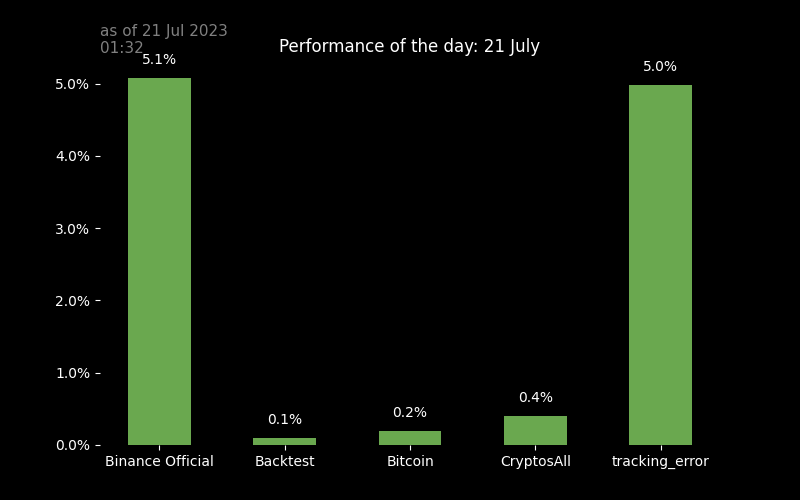 as of 21 Jul 2023
01:32
Performance of the day: 21 July
5.1%
5.0%
5.0%
4.0%
3.0%
2.0%
1.0%
0.4%
0.2%
0.1%
0.0%
Binance Official
Backtest
Bitcoin
CryptosAll
tracking_error